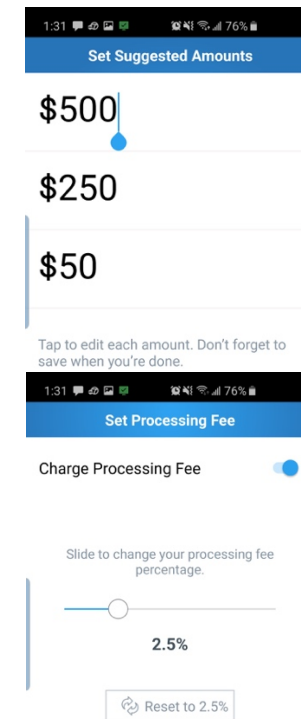 1:31 76%
Set Suggested Amounts
$500
$250
$50
Tap to edit each amount. Don't forget to
save when you're done.
1:31 76%
Set Processing Fee
Charge Processing Fee
Slide to change your processing fee
percentage.
2.5%
Reset to 2.5%